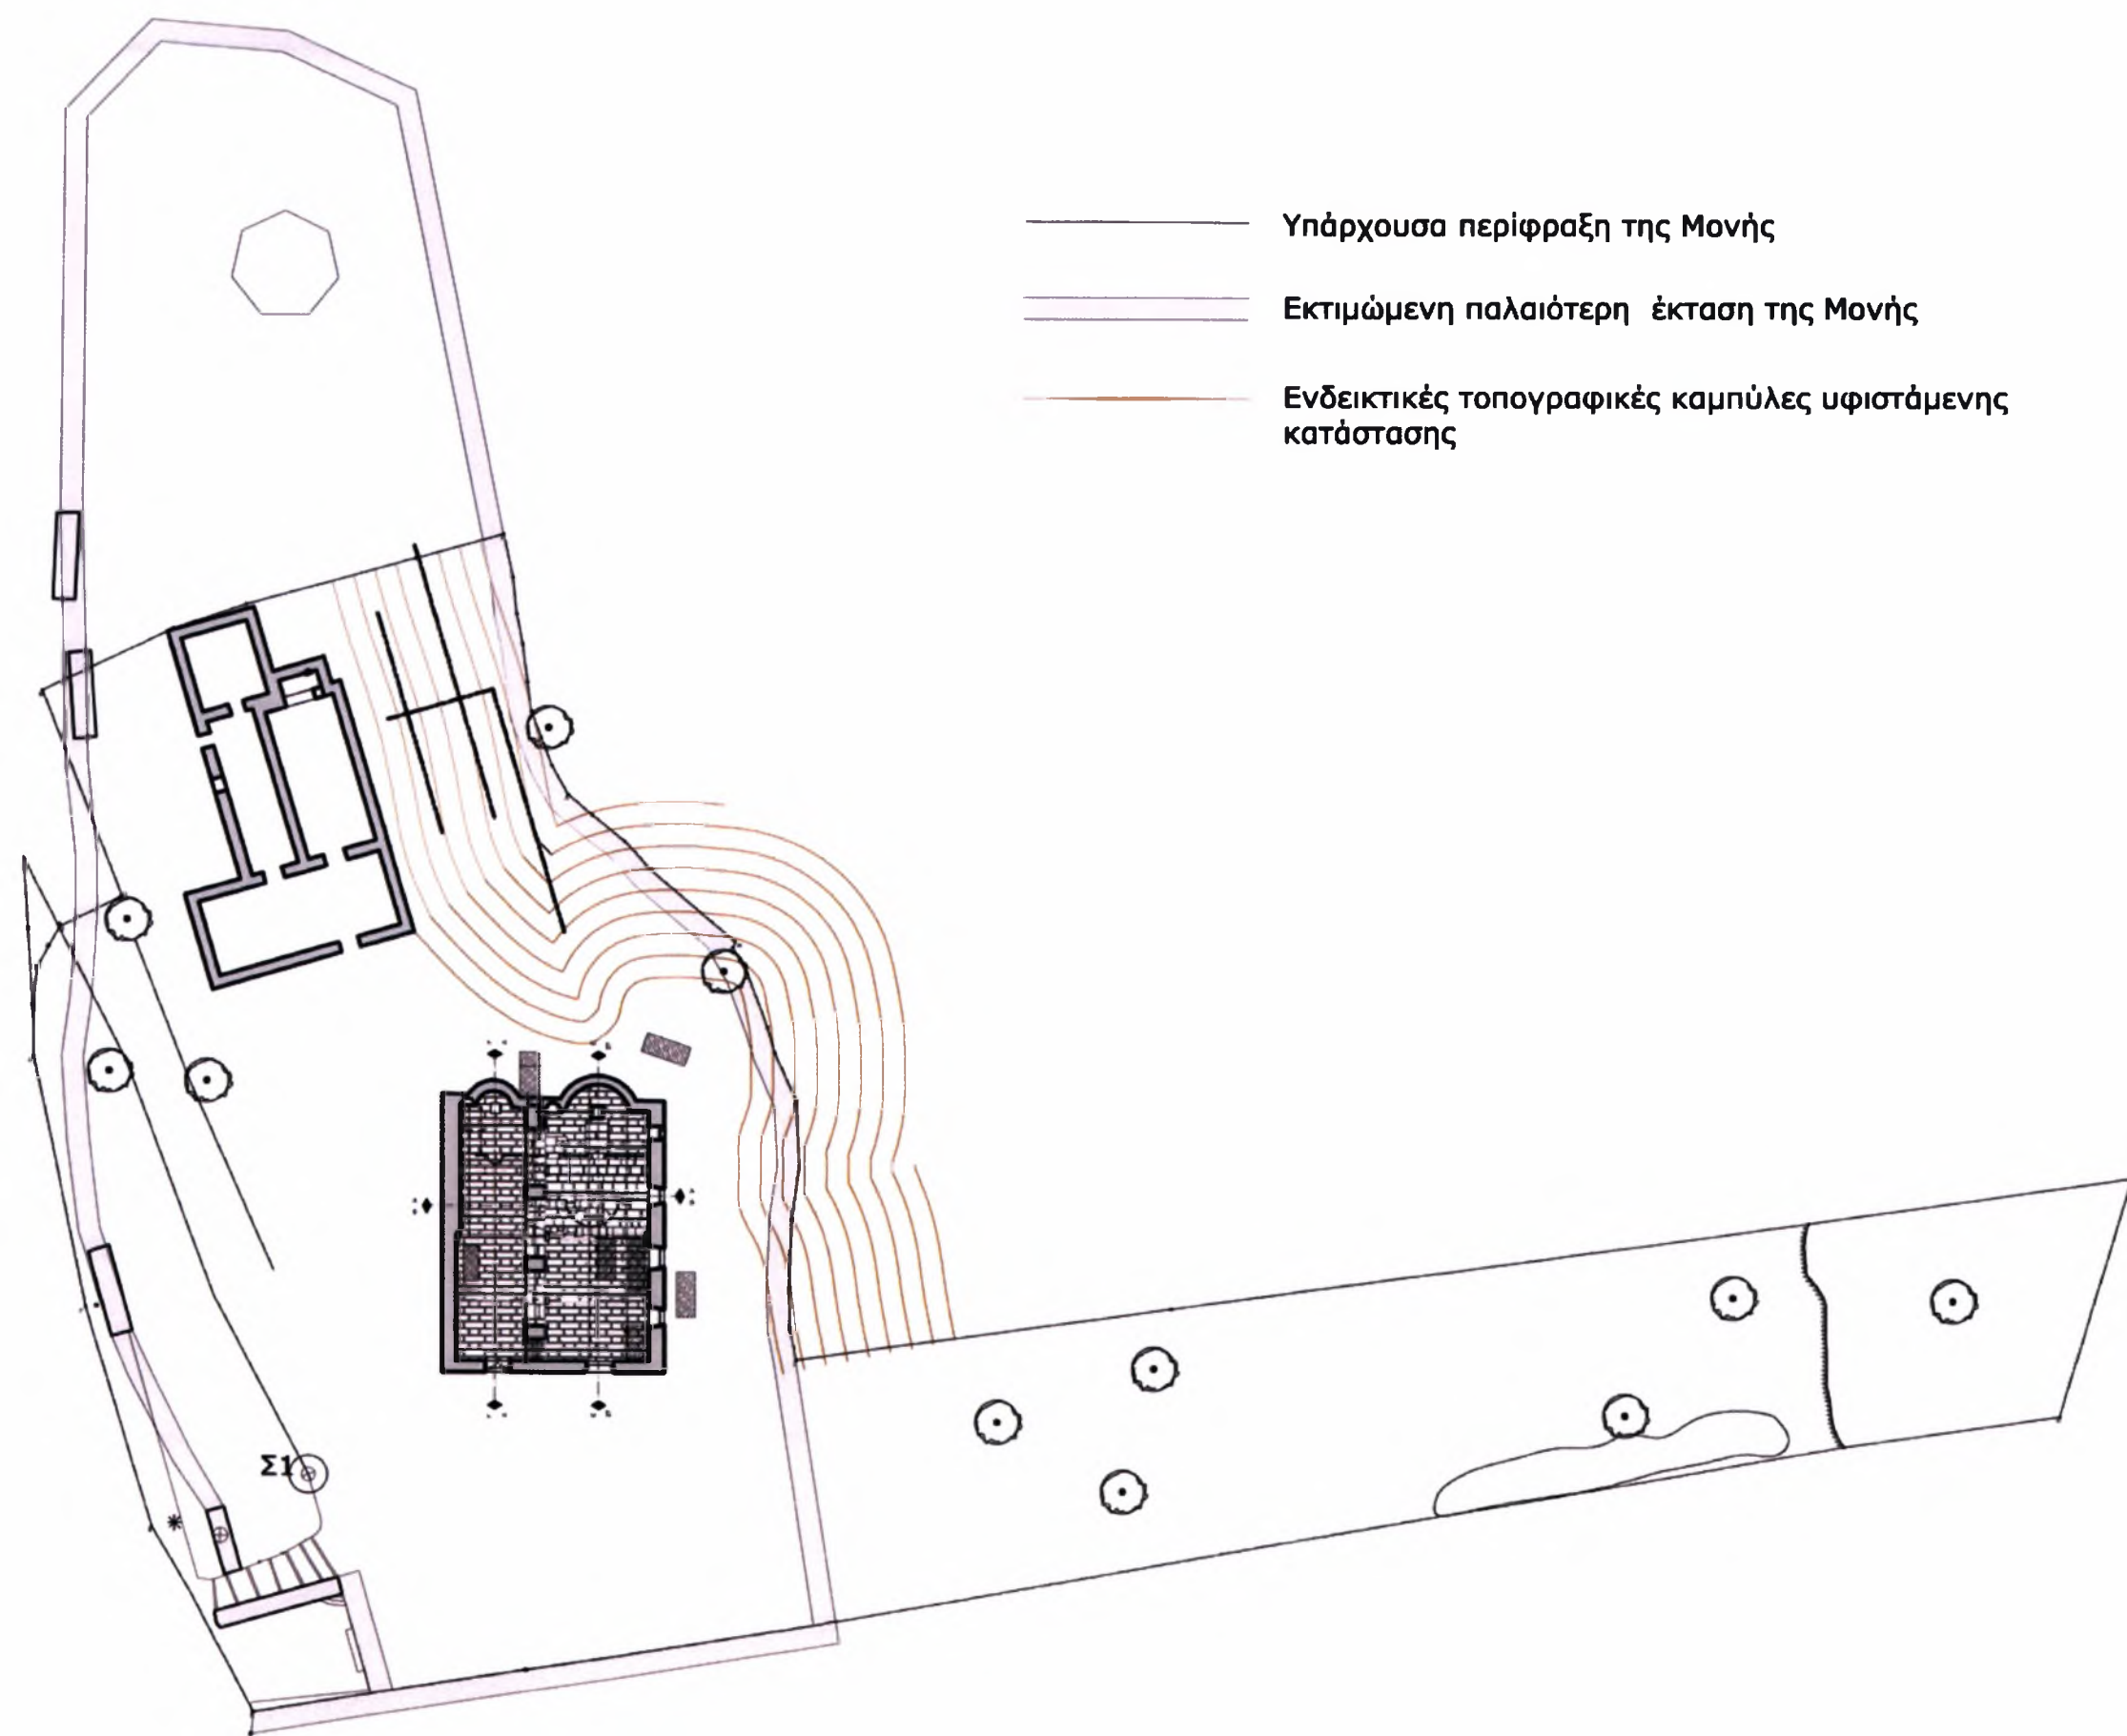 Υπάρχουσα περίφραξη της Μονής
Εκτιμώμενη παλαιότερη έκταση της Μονής
Ενδεικτικές τοπογραφικές καμπύλες υφιστάμενης
κατάστασης
Σ1